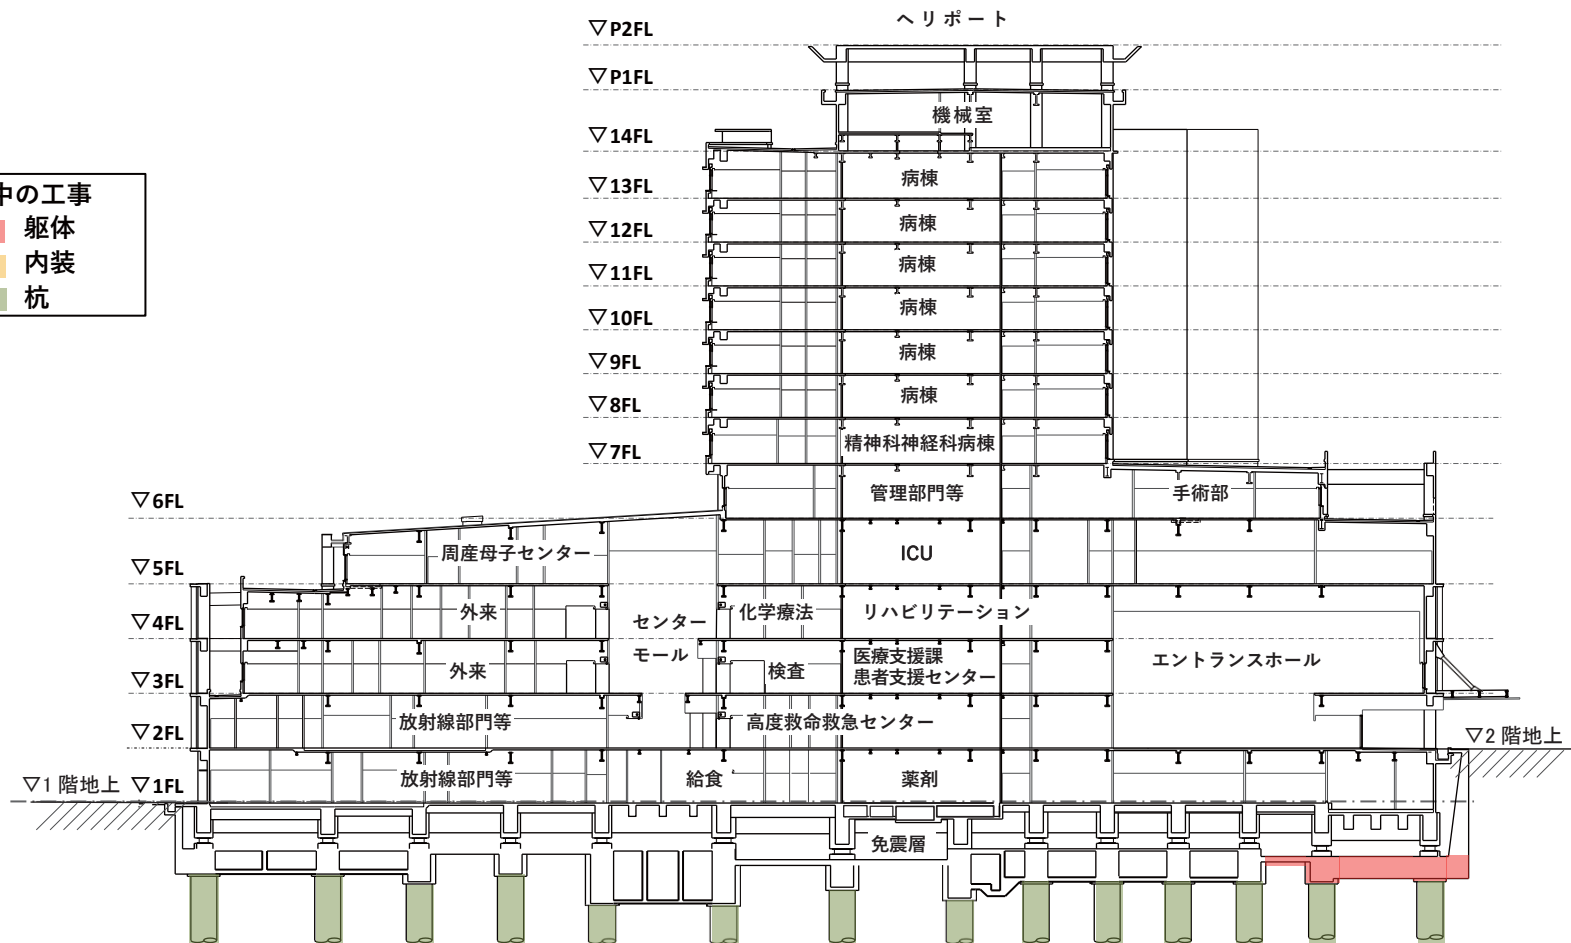 ヘリポート
▽P2FL
▽P1FL
機械室
▽14FL
病棟
▽13FL
中の工事
躯体
内装
杭
病棟
▽12FL
病棟
▽11FL
病棟
▽10FL
病棟
▽9FL
病棟
▽8FL
精神科神経科病棟
▽7FL
管理部門等
手術部
▽6FL
周産母子センター
ICU
▽5FL
外来
化学療法
リハビリテーション
▽4FL
センター
モール
外来
検査
医療支援課
患者支援センター
エントランスホール
▽3FL
放射線部門等
高度救命救急センター
▽2FL
▽2階地上
放射線部門等
給食
薬剤
▽1階地上
▽1FL
免震層